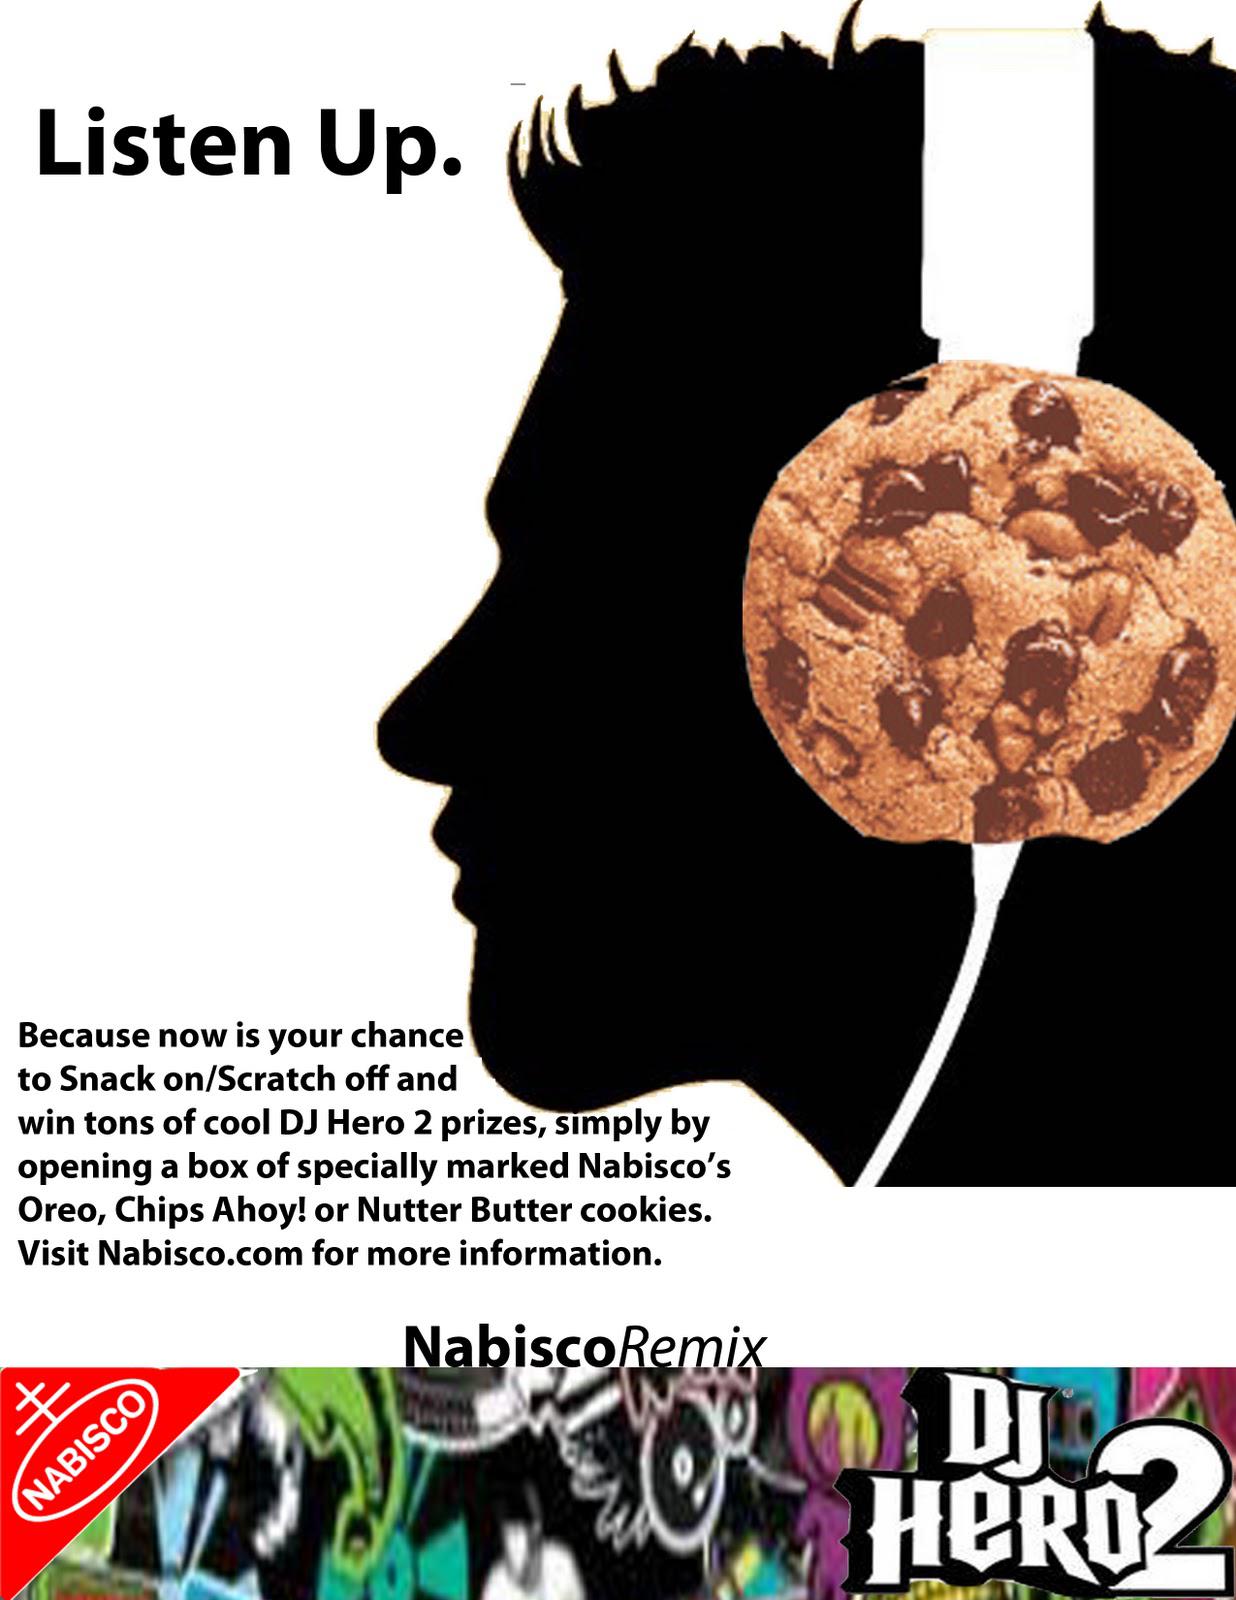 Listen Up.
Because now is your chance
to Snack on/Scratch off and
win tons of cool DJ Hero 2 prizes, simply by
opening a box of specially marked Nabisco’s
Oreo, Chips Ahoy! or Nutter Butter cookies.
Visit Nabisco.com for more information.
NabiscoRemix
NABISCO
DJ
HERO 2